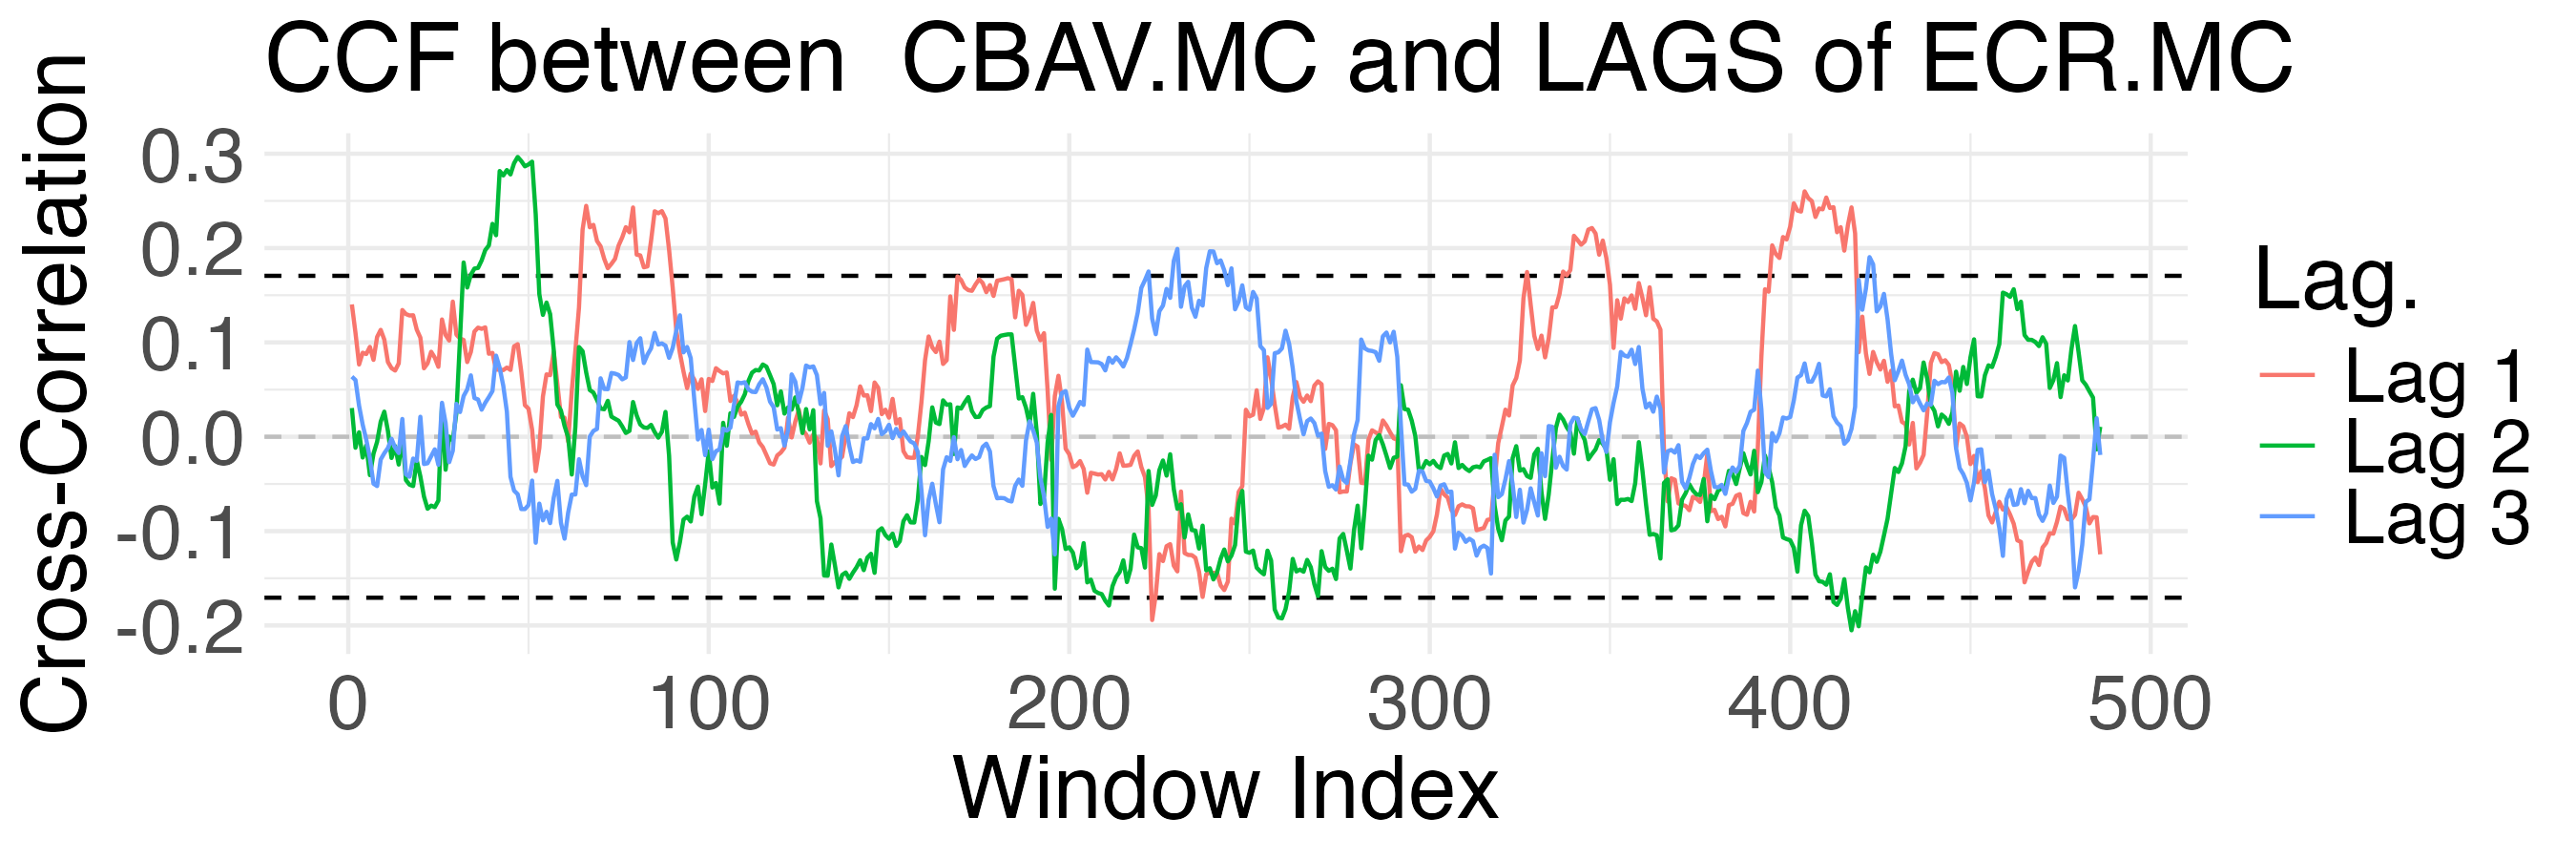 CCF between  CBAV.MC and LAGS of ECR.MC
Cross-Correlation
0.3
0.2
0.1
0.0
-0.1
-0.2
0 100 200 300 400 500
Window Index
Lag.
Lag 1
Lag 2
Lag 3